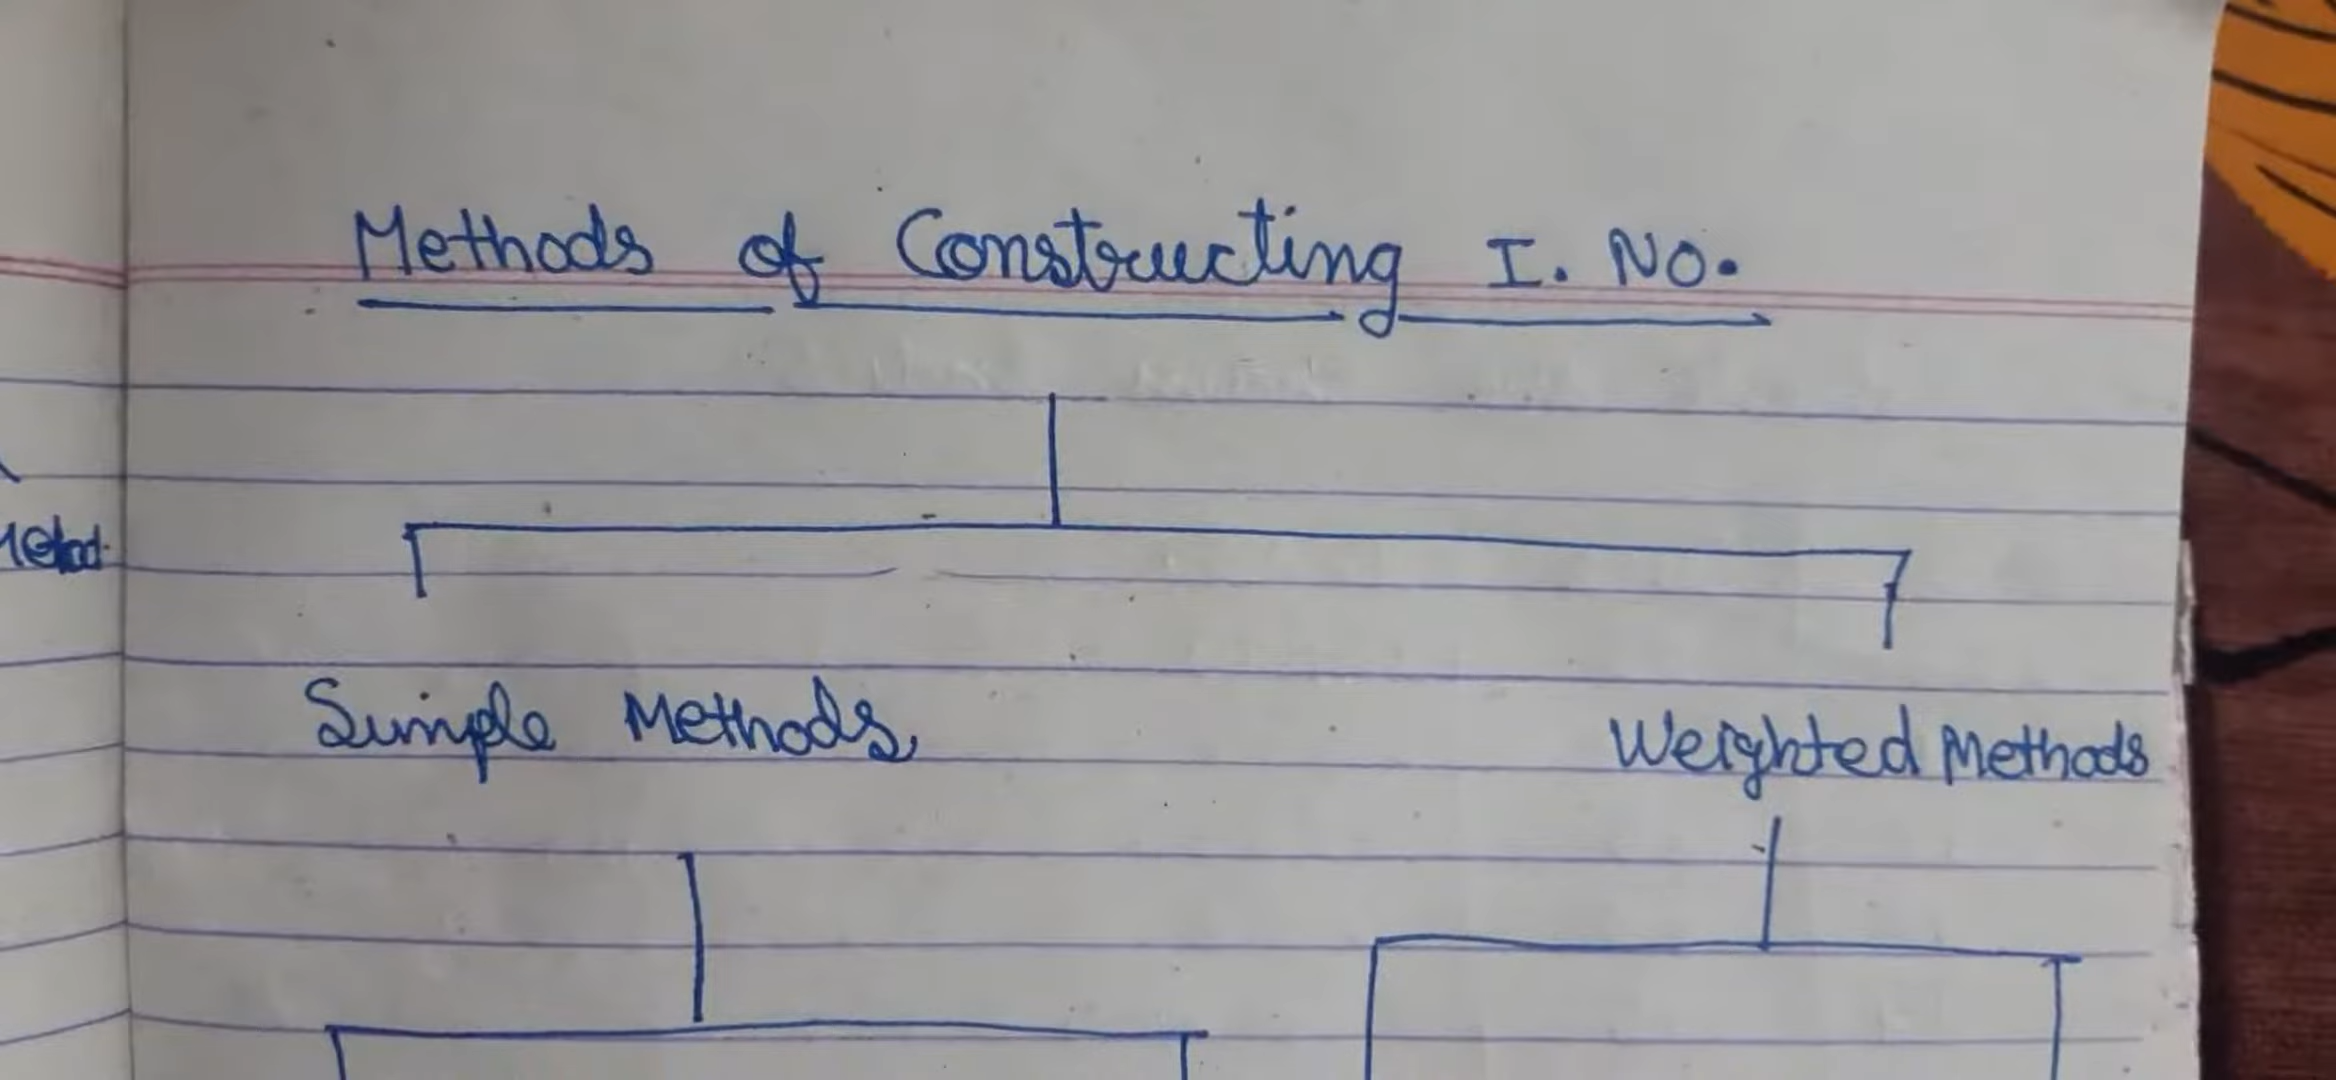 Methods of Constructing I. No.
Simple Methods
Weighted Methods